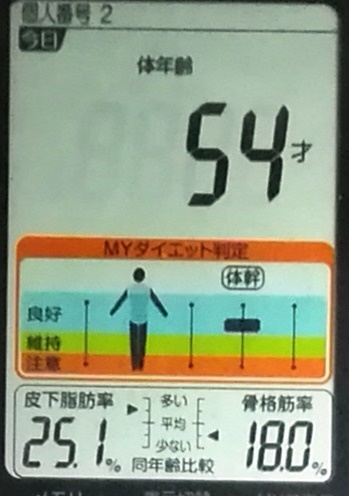 個人番号 2
今日
体年齢
54才
MYダイエット判定
体幹
良好
維持
注意
皮下脂肪率
25.1%
多い
平均
少ない
同年齢比較
骨格筋率
18.0%